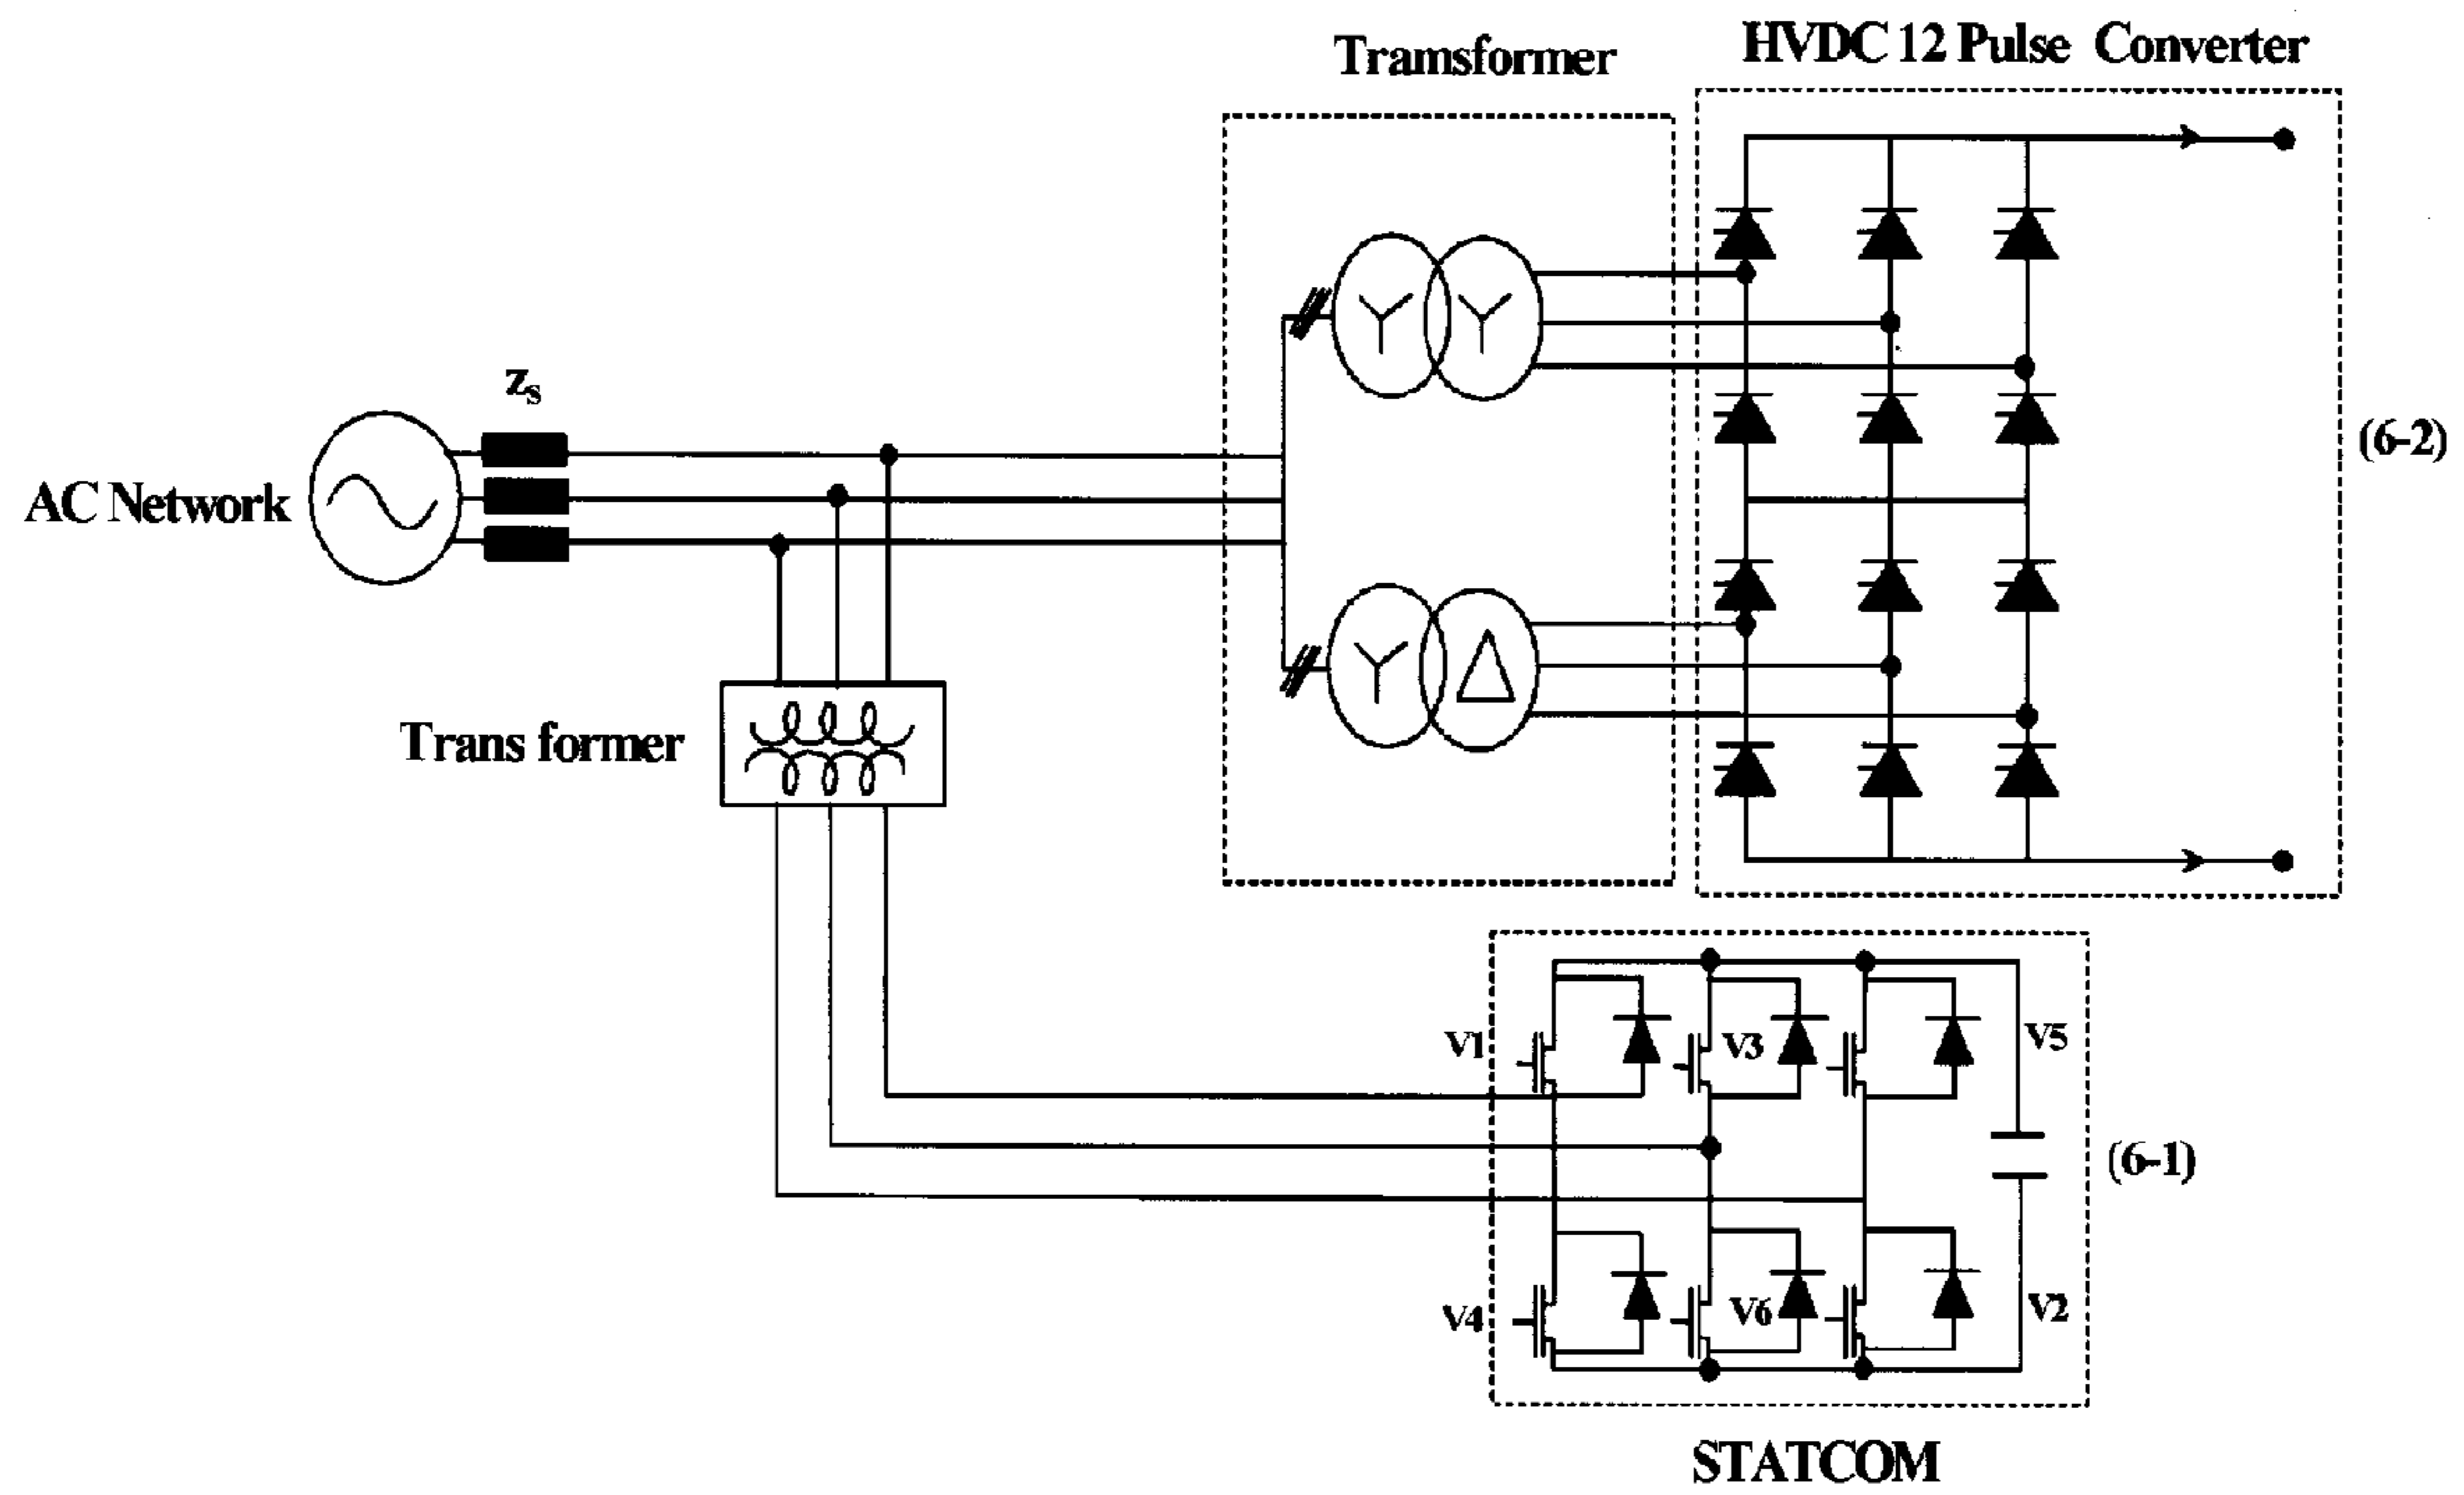 Tramsformer
HVDC 12 Pulse Converter
zs
AC Network
(6-2)
Trans former
V1
V3
V5
(6-1)
V4
V6
V2
STATCOM